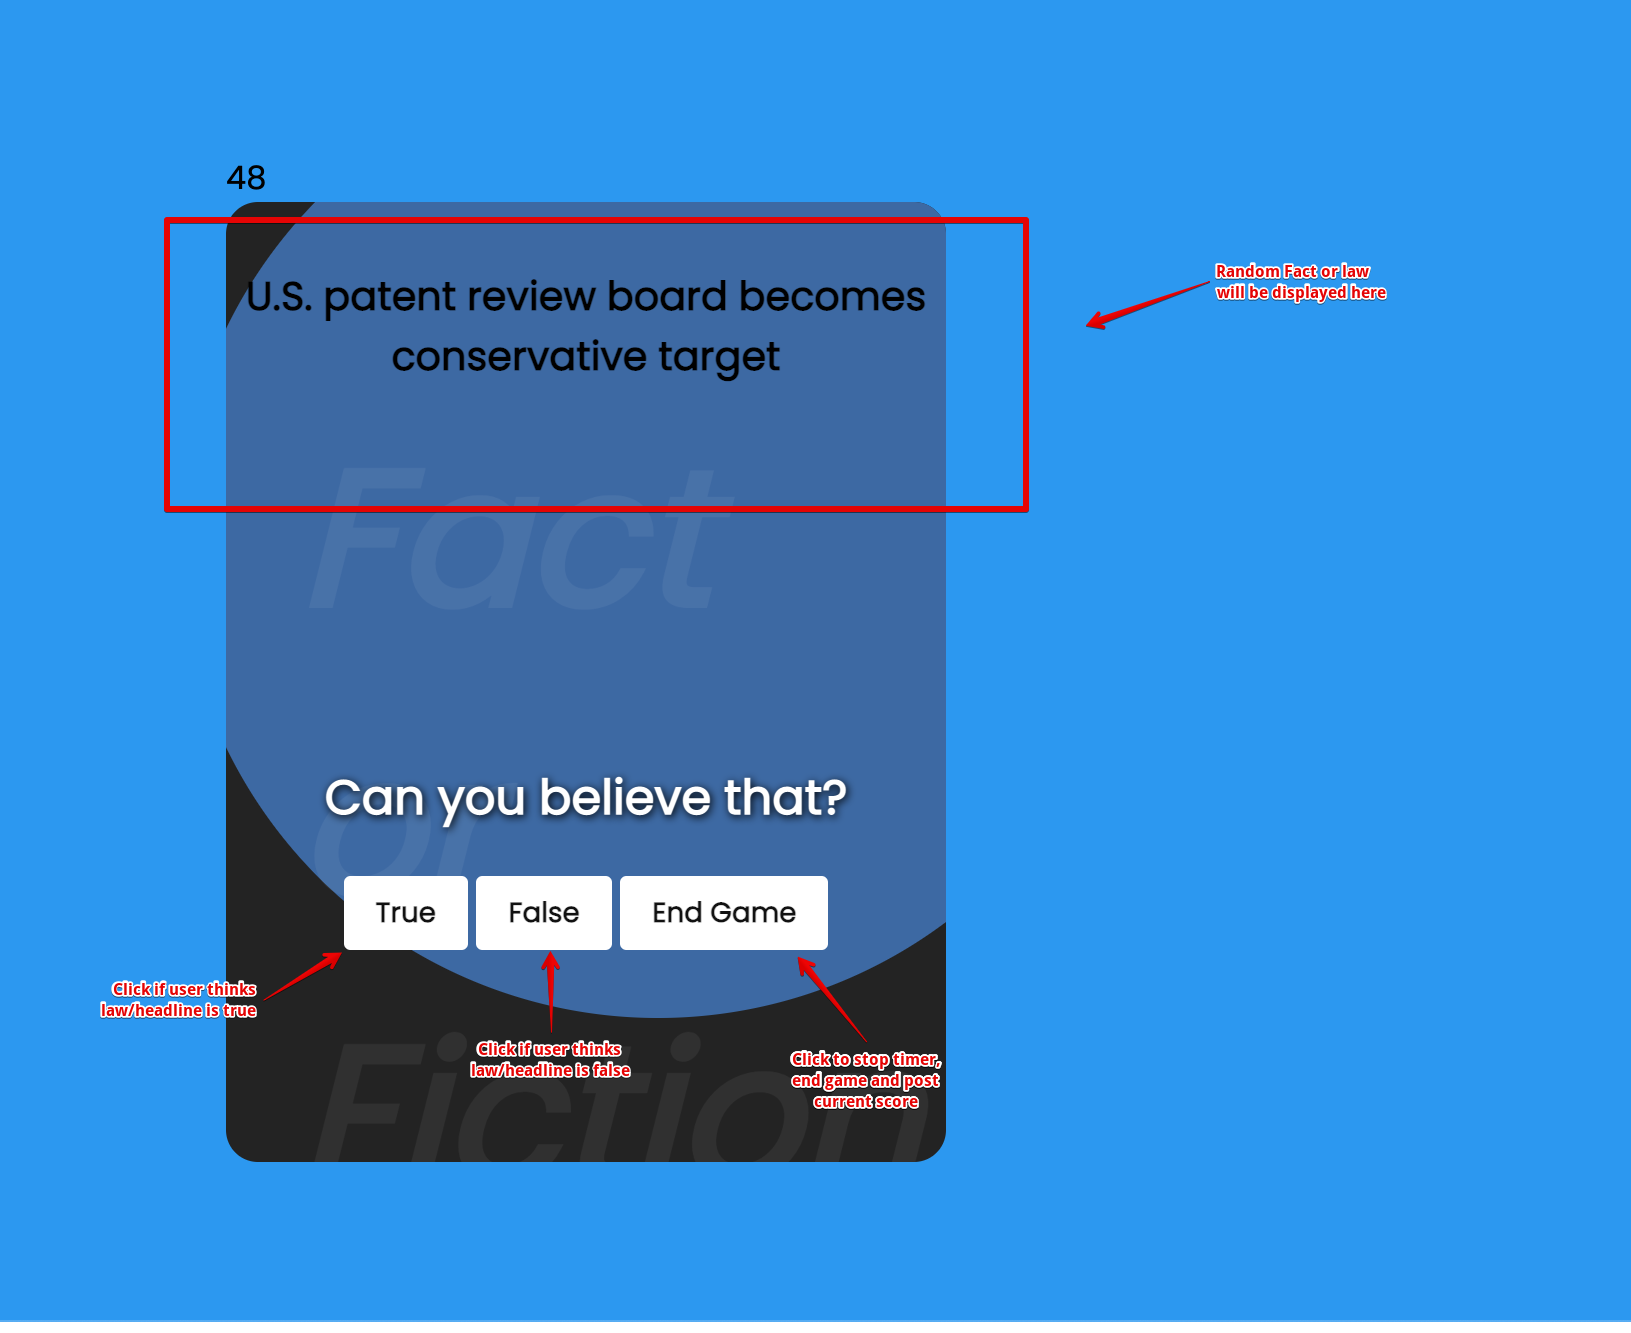 48
U.S. patent review board becomes
conservative target
Random Fact or law
will be displayed here
Fact
Can you believe that?
or
True
False
End Game
Click if user thinks
law/headline is true
Click if user thinks
law/headline is false
Click to stop timer,
end game and post
current score
Fiction